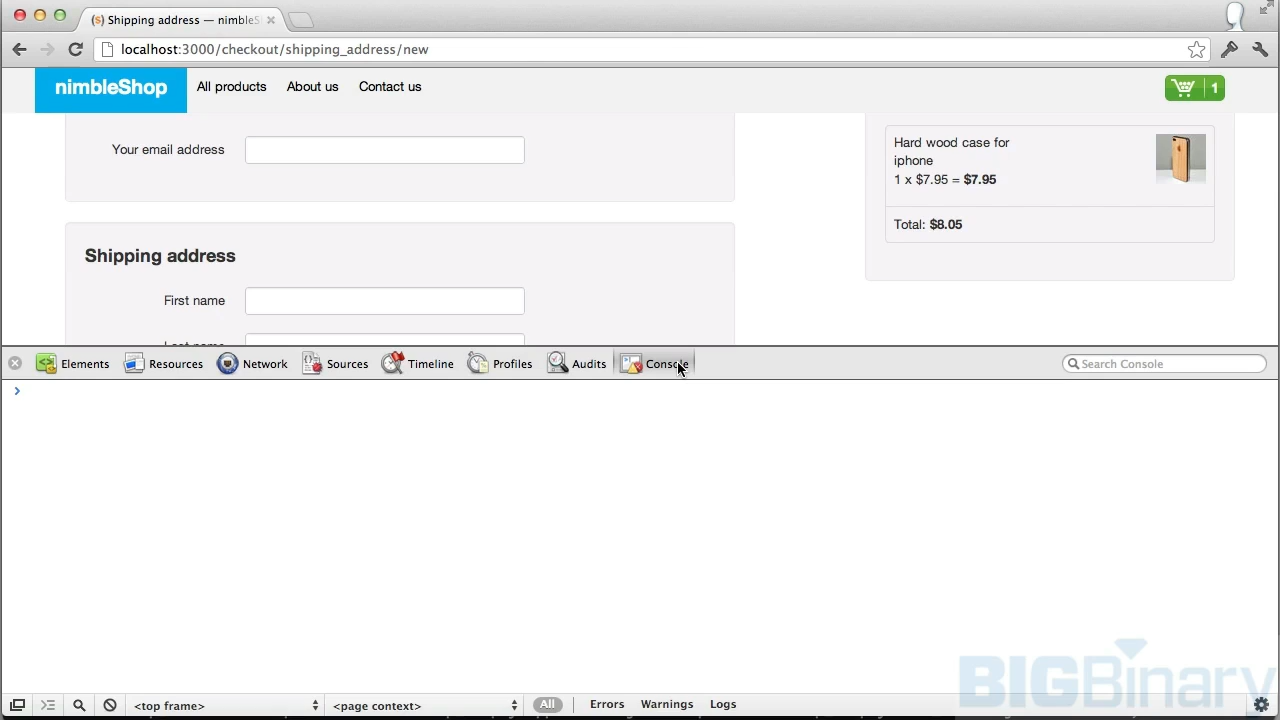 ($) Shipping address — nimbleS
localhost:3000/checkout/shipping_address/new
nimbleShop All products About us Contact us 1
Your email address
Hard wood case for
iphone
1 x $7.95 = $7.95
Total: $8.05
Shipping address
First name
Last name
Elements Resources Network Sources Timeline Profiles Audits Console Search Console
>
BIGBinary
<top frame> <page context> All Errors Warnings Logs